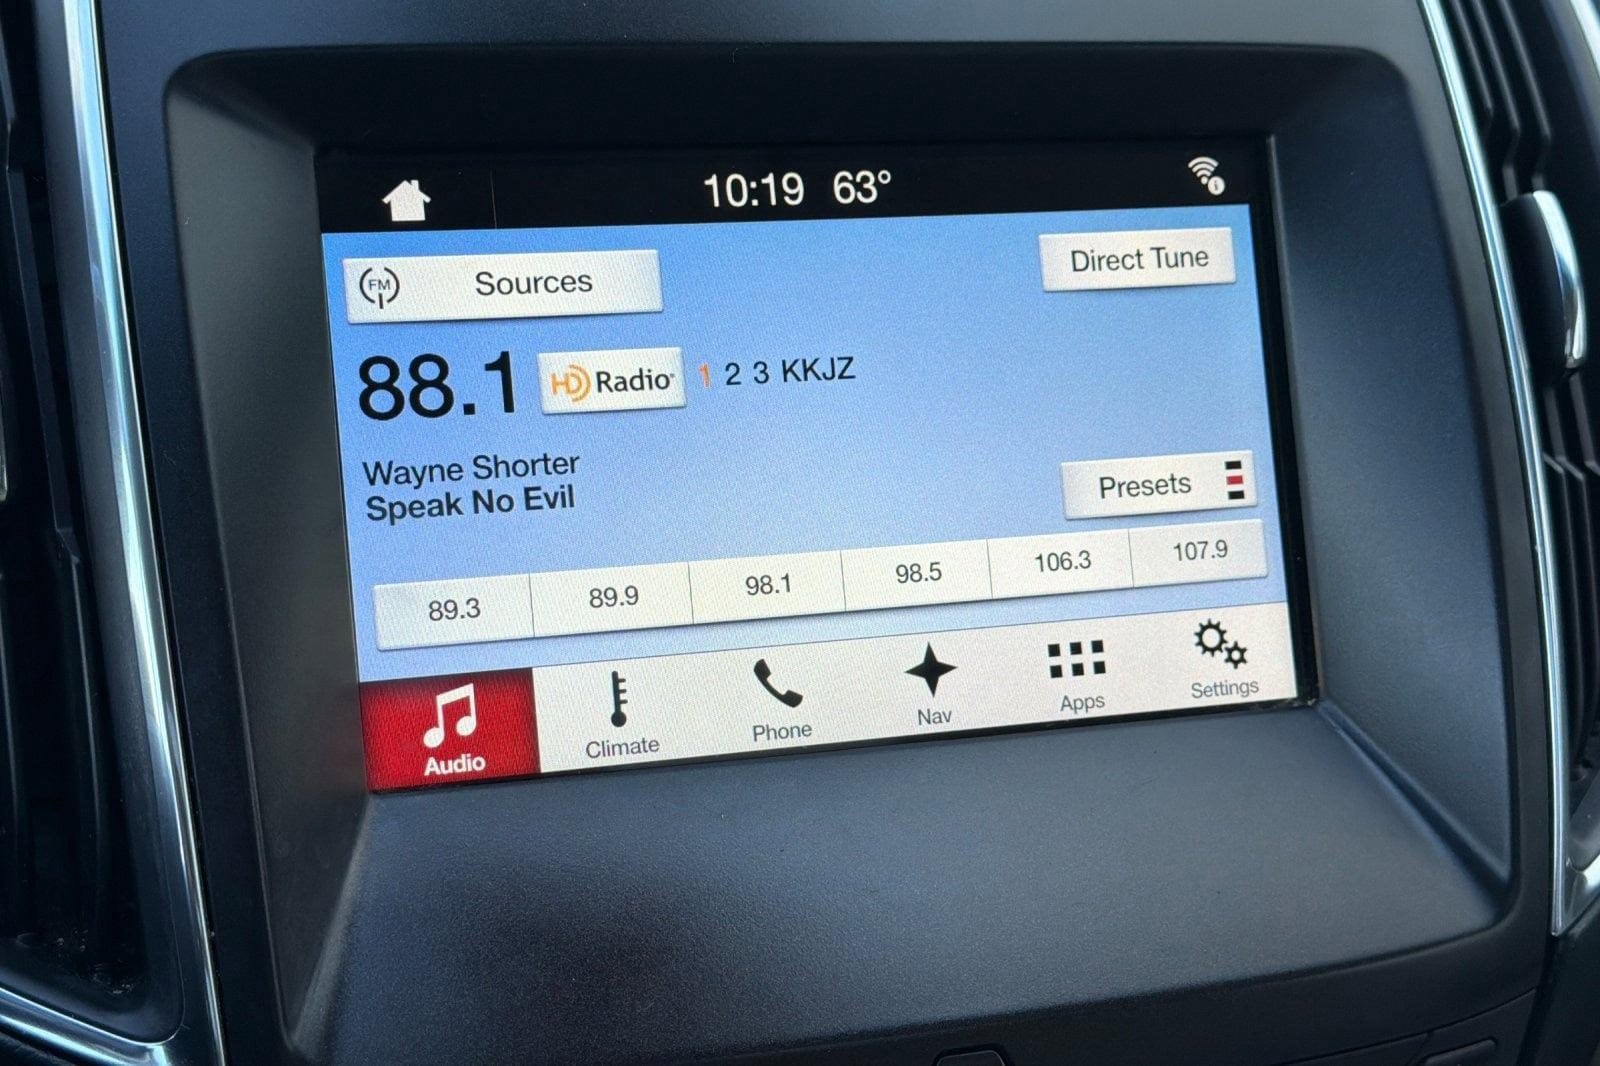 10:19 63°
FM Sources
Direct Tune
88.1 HD Radio 1 2 3 KKJZ
Wayne Shorter
Speak No Evil
Presets
89.3 89.9 98.1 98.5 106.3 107.9
Audio Climate Phone Nav Apps Settings